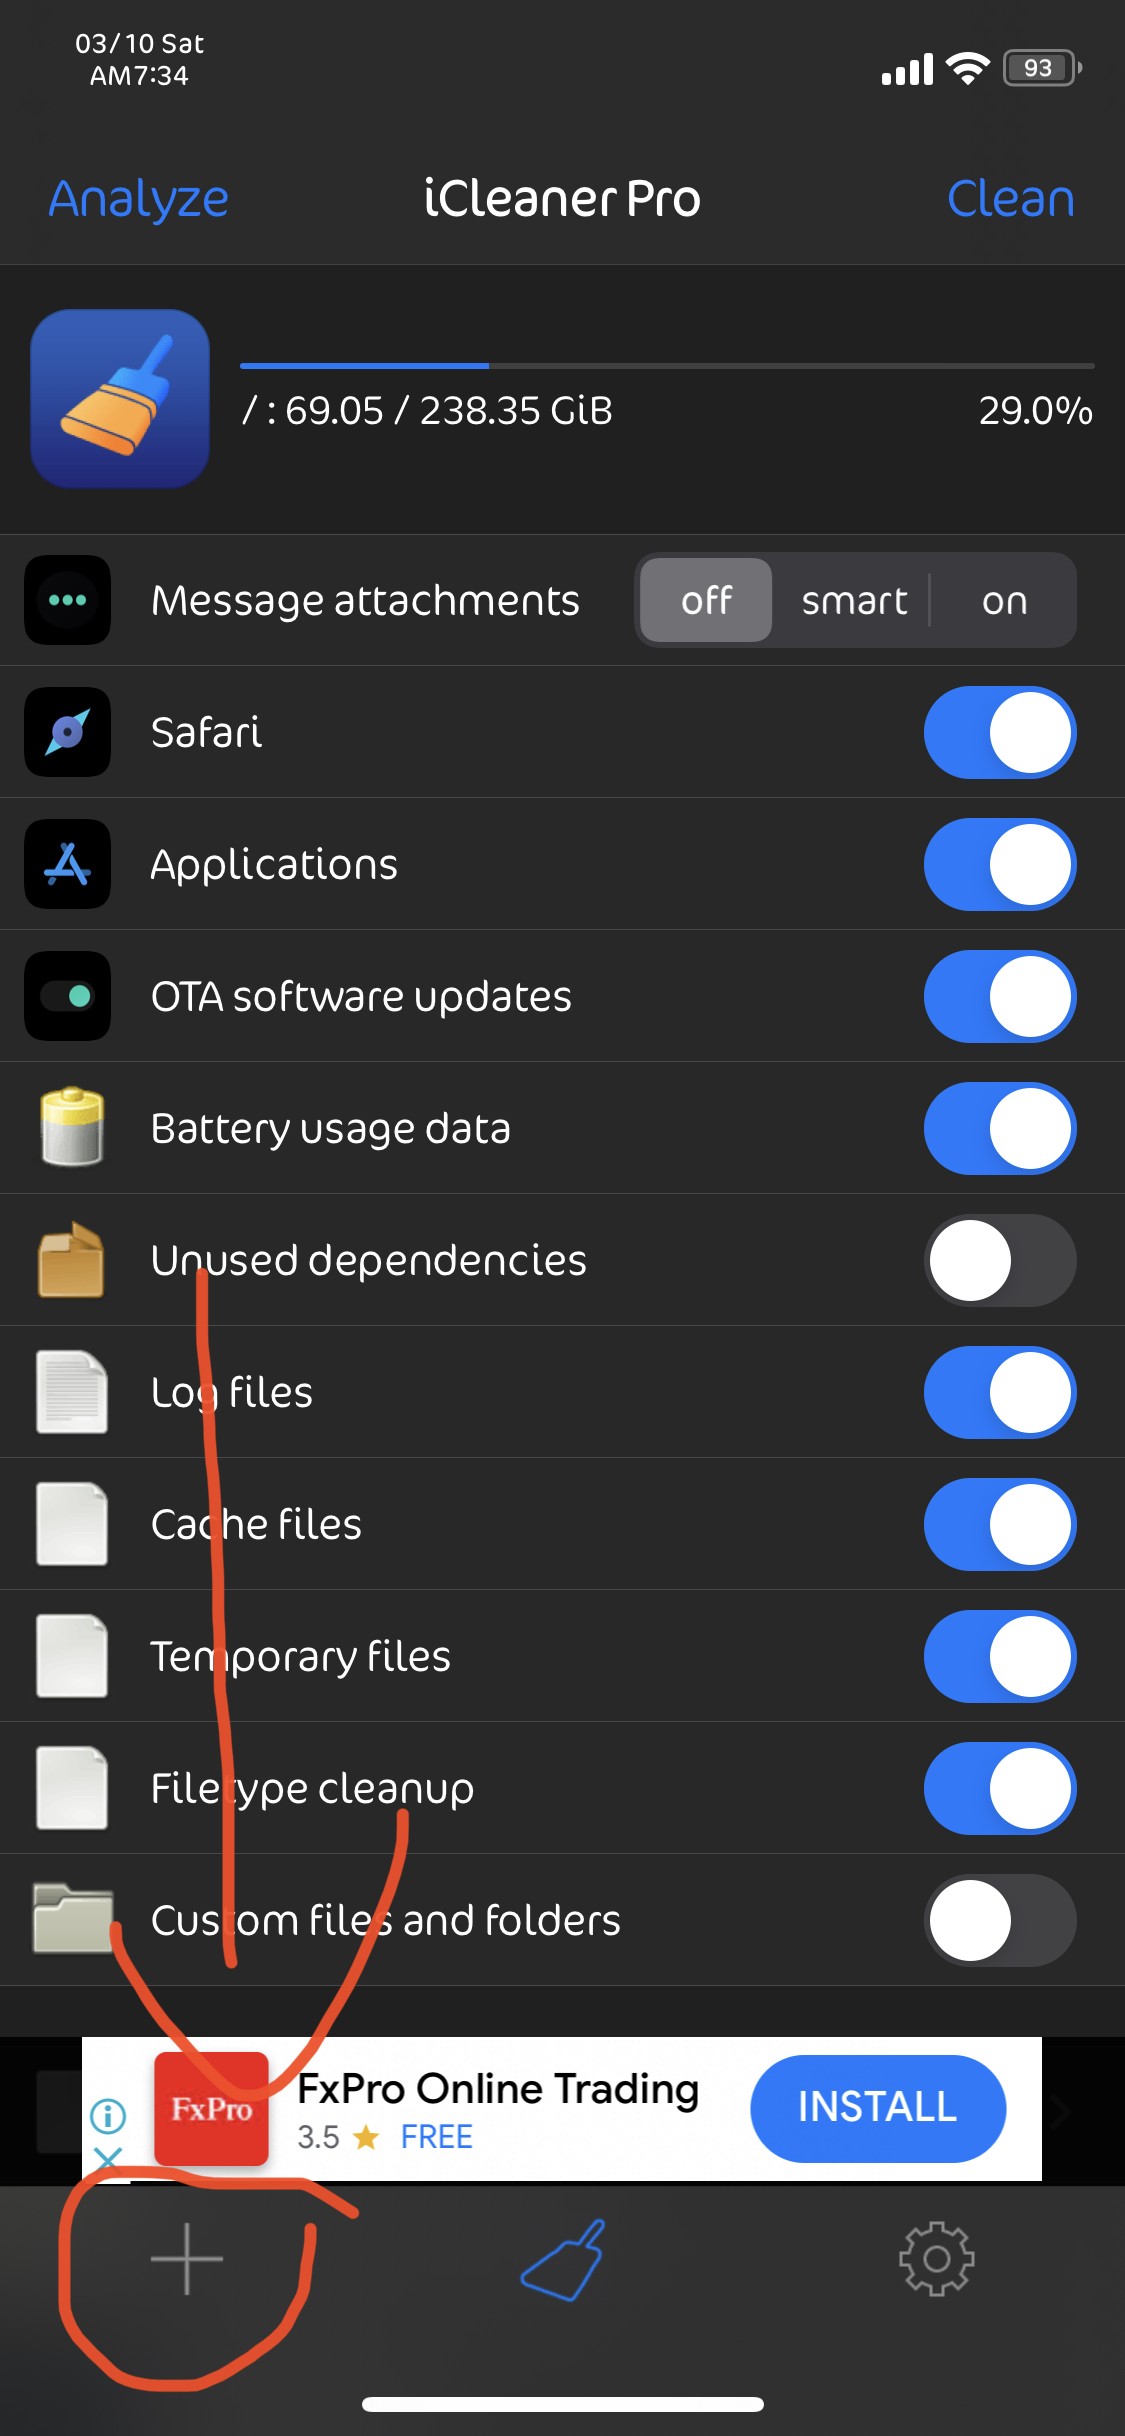 03/10 Sat
AM7:34
93
Analyze
iCleaner Pro
Clean
/ : 69.05 / 238.35 GiB
29.0%
Message attachments
off
smart
on
Safari
Applications
OTA software updates
Battery usage data
Unused dependencies
Log files
Cache files
Temporary files
Filetype cleanup
Custom files and folders
FxPro
FxPro Online Trading
3.5 ★ FREE
INSTALL